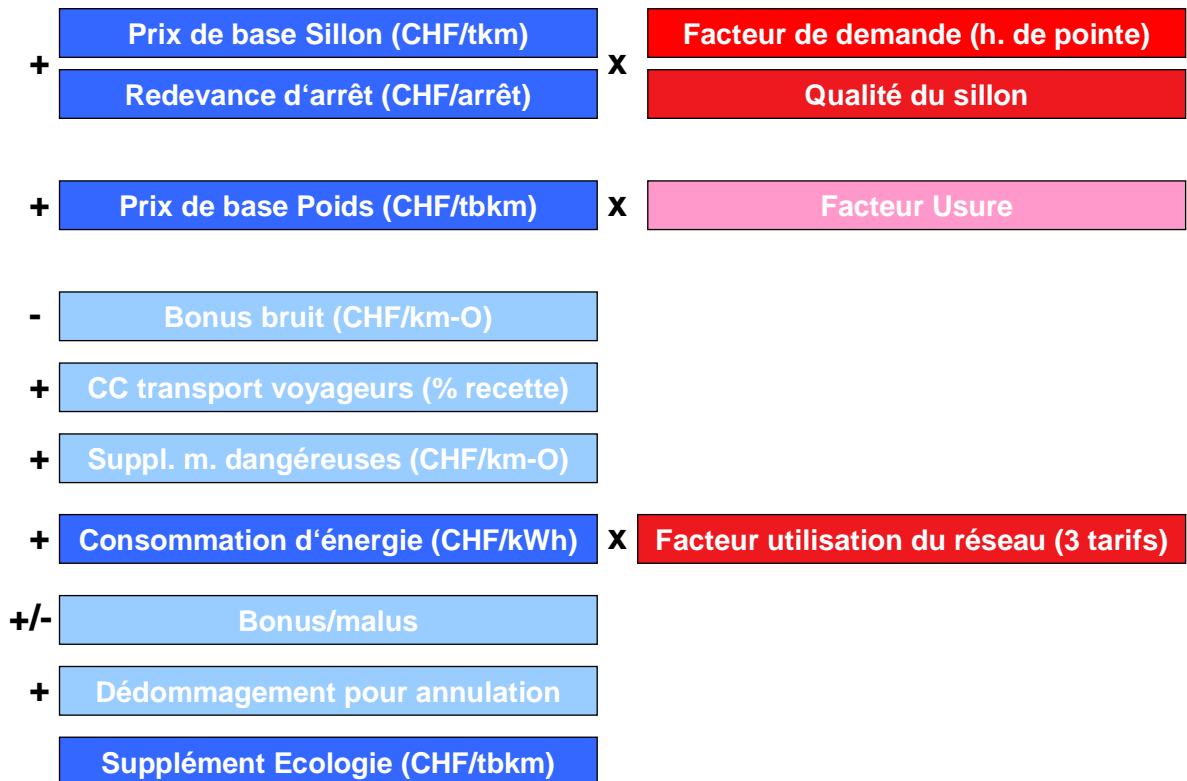 + Prix de base Sillon (CHF/tkm) x Facteur de demande (h. de pointe)
Redevance d‘arrêt (CHF/arrêt) Qualité du sillon
+ Prix de base Poids (CHF/tbkm) x Facteur Usure
- Bonus bruit (CHF/km-O)
+ CC transport voyageurs (% recette)
+ Suppl. m. dangéreuses (CHF/km-O)
+ Consommation d‘énergie (CHF/kWh) x Facteur utilisation du réseau (3 tarifs)
+/- Bonus/malus
+ Dédommagement pour annulation
Supplément Ecologie (CHF/tbkm)